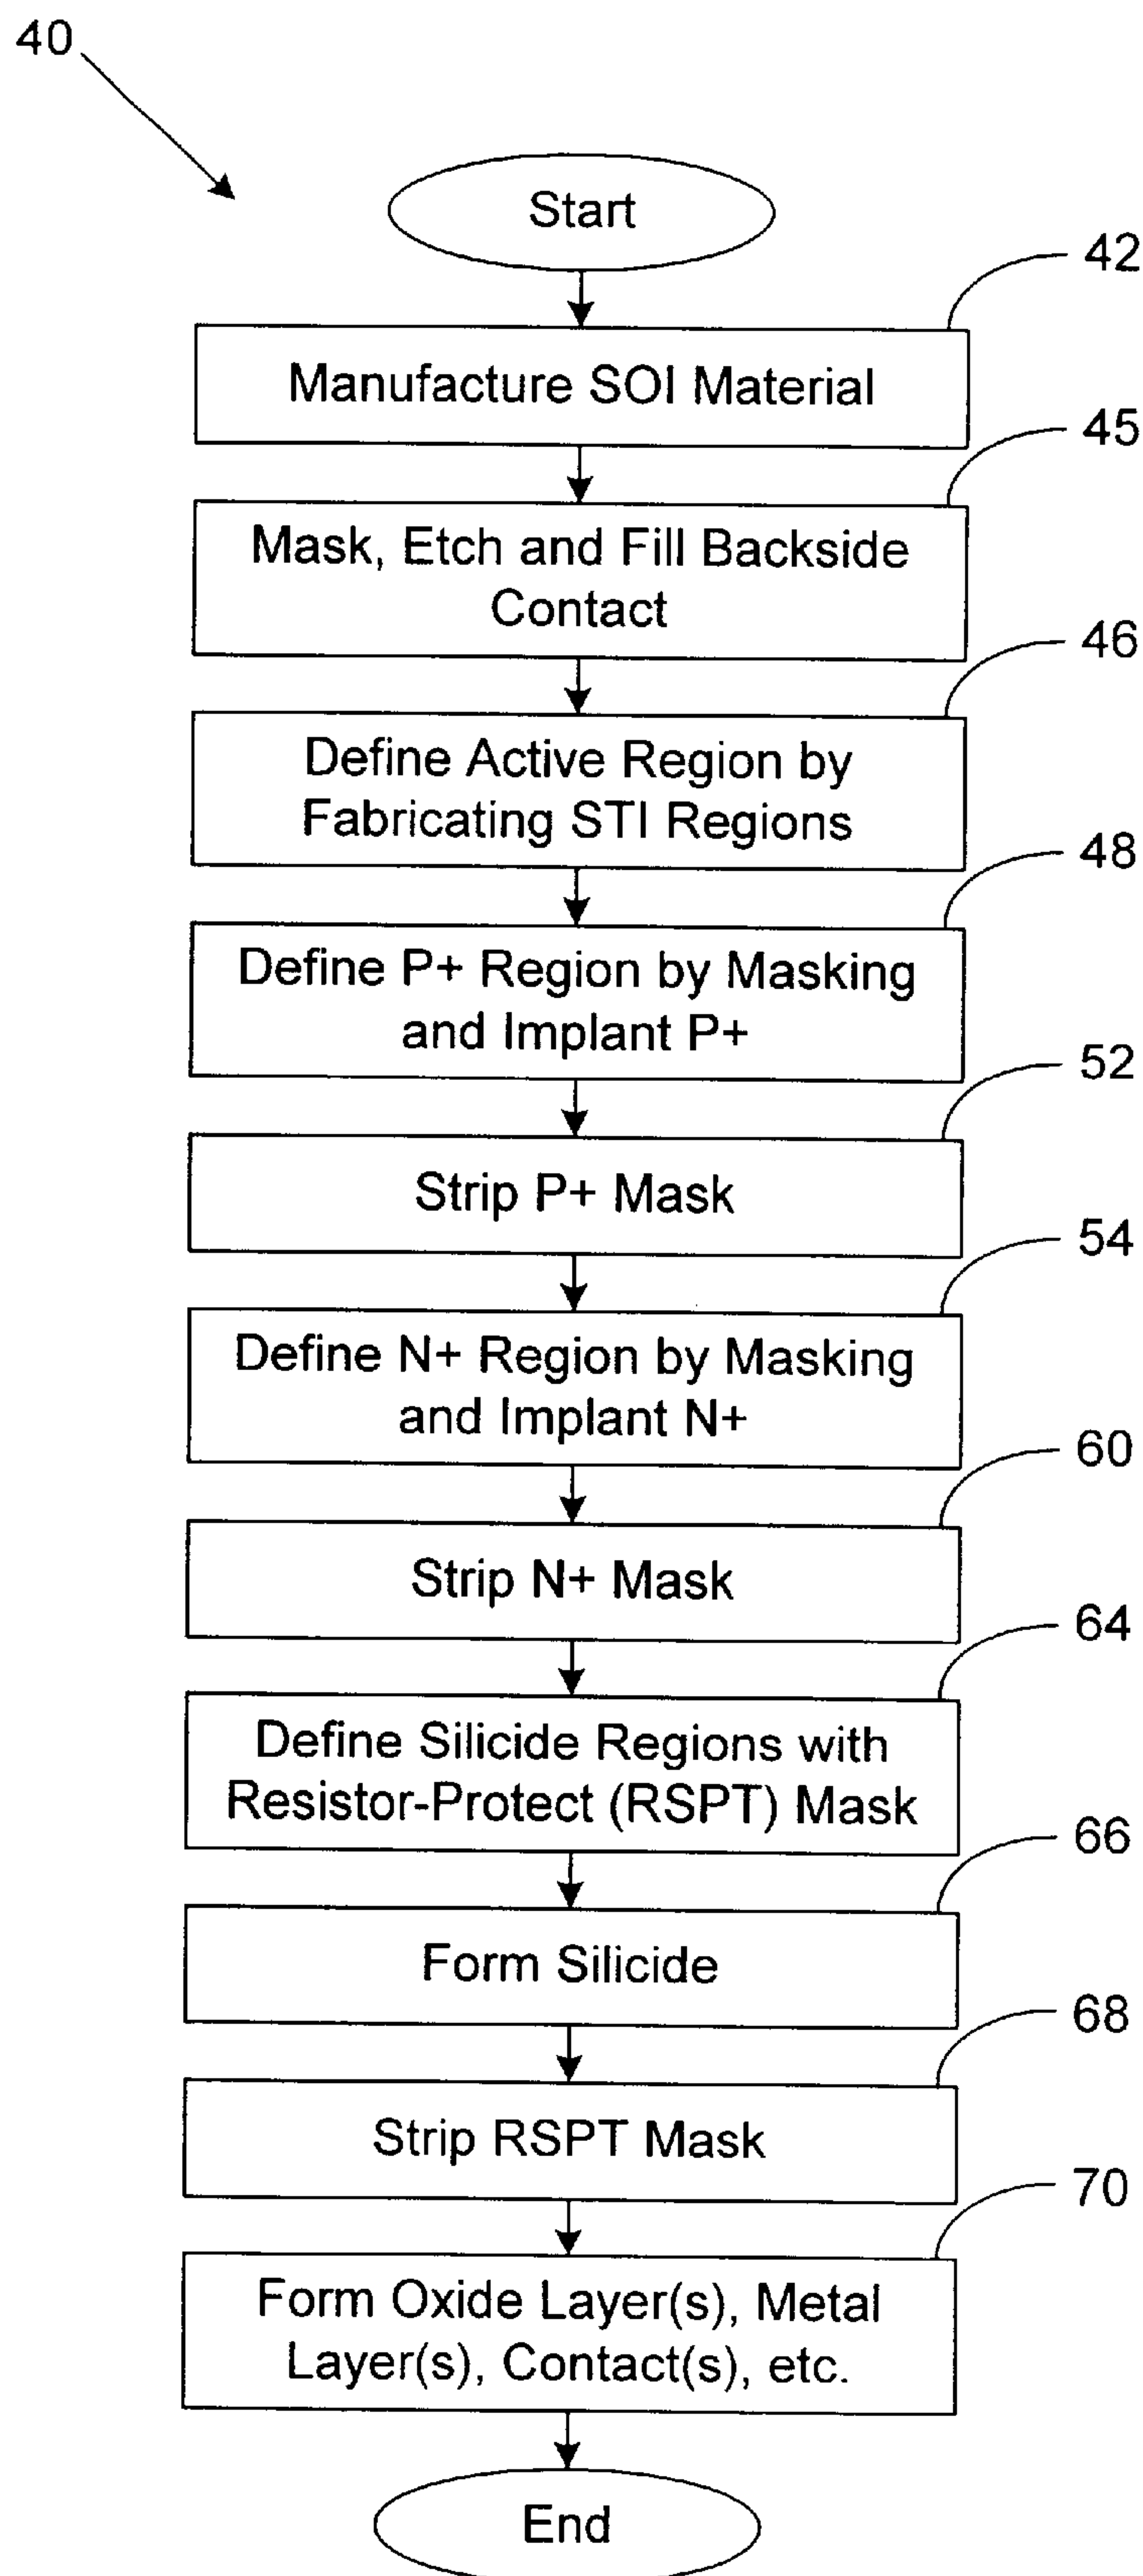 40
Start
42
Manufacture SOI Material
45
Mask, Etch and Fill Backside
Contact
46
Define Active Region by
Fabricating STI Regions
48
Define P+ Region by Masking
and Implant P+
52
Strip P+ Mask
54
Define N+ Region by Masking
and Implant N+
60
Strip N+ Mask
64
Define Silicide Regions with
Resistor-Protect (RSPT) Mask
66
Form Silicide
68
Strip RSPT Mask
70
Form Oxide Layer(s), Metal
Layer(s), Contact(s), etc.
End